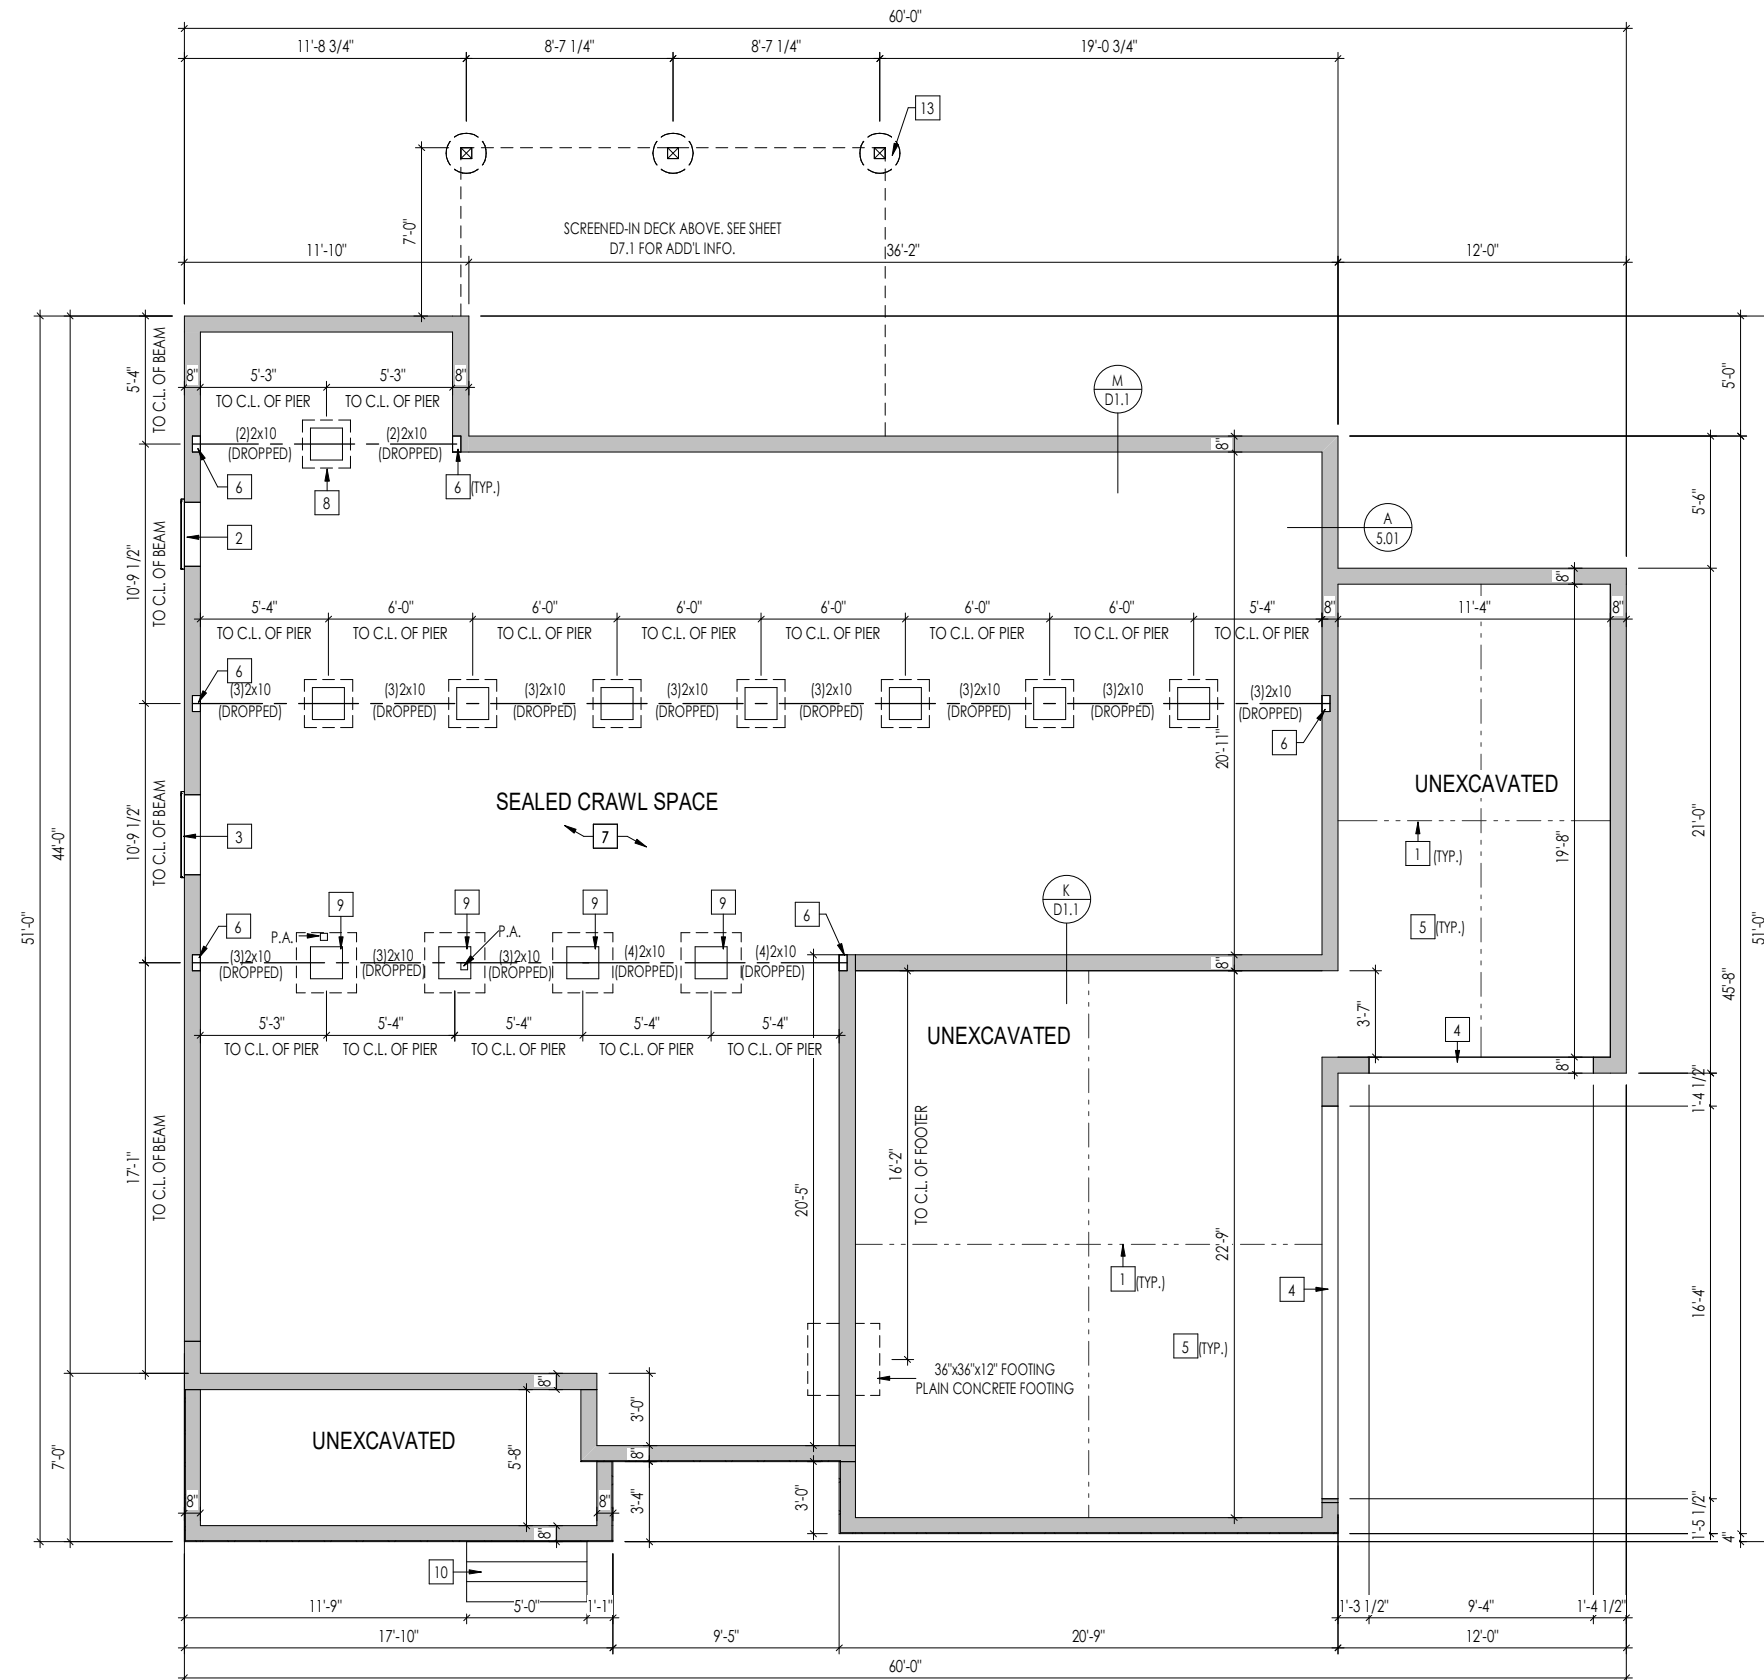 60'-0"
11'-8 3/4"
8'-7 1/4"
8'-7 1/4"
19'-0 3/4"
13
7'-0"
SCREENED-IN DECK ABOVE. SEE SHEET
D7.1 FOR ADD'L INFO.
11'-10"
36'-2"
12'-0"
5'-4"
TO C.L. OF BEAM
8"
5'-3"
5'-3"
8"
TO C.L. OF PIER
TO C.L. OF PIER
M
D1.1
5'-0"
(2)2x10
(DROPPED)
(2)2x10
(DROPPED)
8"
6
8
6
(TYP.)
2
A
5.01
5'-6"
10'-9 1/2"
TO C.L. OF BEAM
8"
5'-4"
6'-0"
6'-0"
6'-0"
6'-0"
6'-0"
6'-0"
5'-4"
8"
11'-4"
8"
TO C.L. OF PIER
TO C.L. OF PIER
TO C.L. OF PIER
TO C.L. OF PIER
TO C.L. OF PIER
TO C.L. OF PIER
TO C.L. OF PIER
TO C.L. OF PIER
6
(3)2x10
(DROPPED)
(3)2x10
(DROPPED)
(3)2x10
(DROPPED)
(3)2x10
(DROPPED)
(3)2x10
(DROPPED)
(3)2x10
(DROPPED)
(3)2x10
(DROPPED)
(3)2x10
(DROPPED)
6
20'-11"
SEALED CRAWL SPACE
7
UNEXCAVATED
1
(TYP.)
19'-8"
21'-0"
5
(TYP.)
3
10'-9 1/2"
TO C.L. OF BEAM
44'-0"
51'-0"
51'-0"
45'-8"
K
D1.1
9
9
9
9
6
6
P.A.
P.A.
(3)2x10
(DROPPED)
(3)2x10
(DROPPED)
(3)2x10
(DROPPED)
(4)2x10
(DROPPED)
(4)2x10
(DROPPED)
8"
5'-3"
5'-4"
5'-4"
5'-4"
5'-4"
TO C.L. OF PIER
TO C.L. OF PIER
TO C.L. OF PIER
TO C.L. OF PIER
TO C.L. OF PIER
UNEXCAVATED
3'-7"
4
8"
1'-4 1/2"
17'-1"
TO C.L. OF BEAM
20'-5"
16'-2"
TO C.L. OF FOOTER
22'-9"
1
(TYP.)
4
16'-4"
5
(TYP.)
36"x36"x12" FOOTING
PLAIN CONCRETE FOOTING
8"
3'-0"
UNEXCAVATED
5'-8"
8"
7'-0"
8"
8"
8"
3'-4"
3'-0"
1'-5 1/2"
4"
10
11'-9"
5'-0"
1'-1"
1'-3 1/2"
9'-4"
1'-4 1/2"
17'-10"
9'-5"
20'-9"
12'-0"
60'-0"